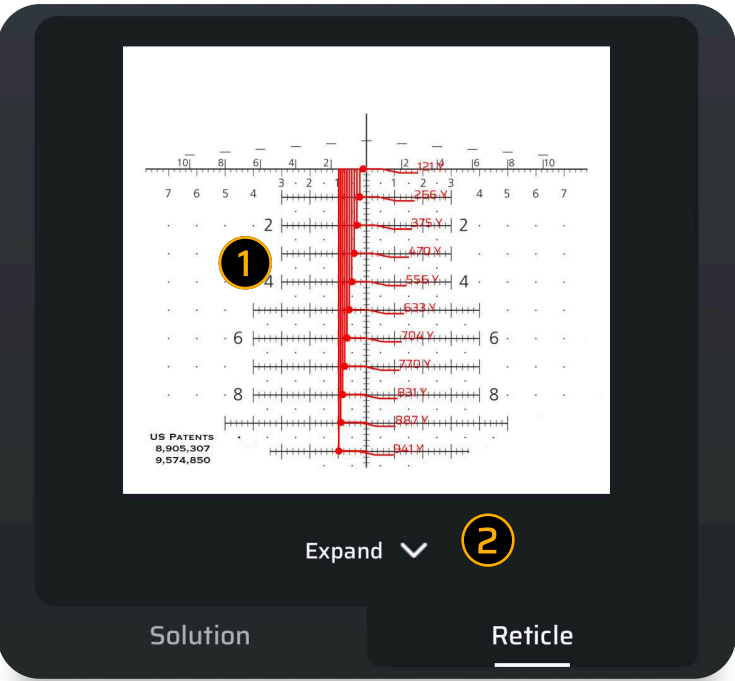 10 8 6 4 2 2 4 6 8 10
121 Y
7 6 5 4 3 2 1 1 2 3 4 5 6 7
256 Y
2 375 Y 2
470 Y
1
4 556 Y 4
633 Y
6 704 Y 6
770 Y
8 831 Y 8
887 Y
US PATENTS
8,905,307
9,574,850
941 Y
Expand
2
Solution
Reticle